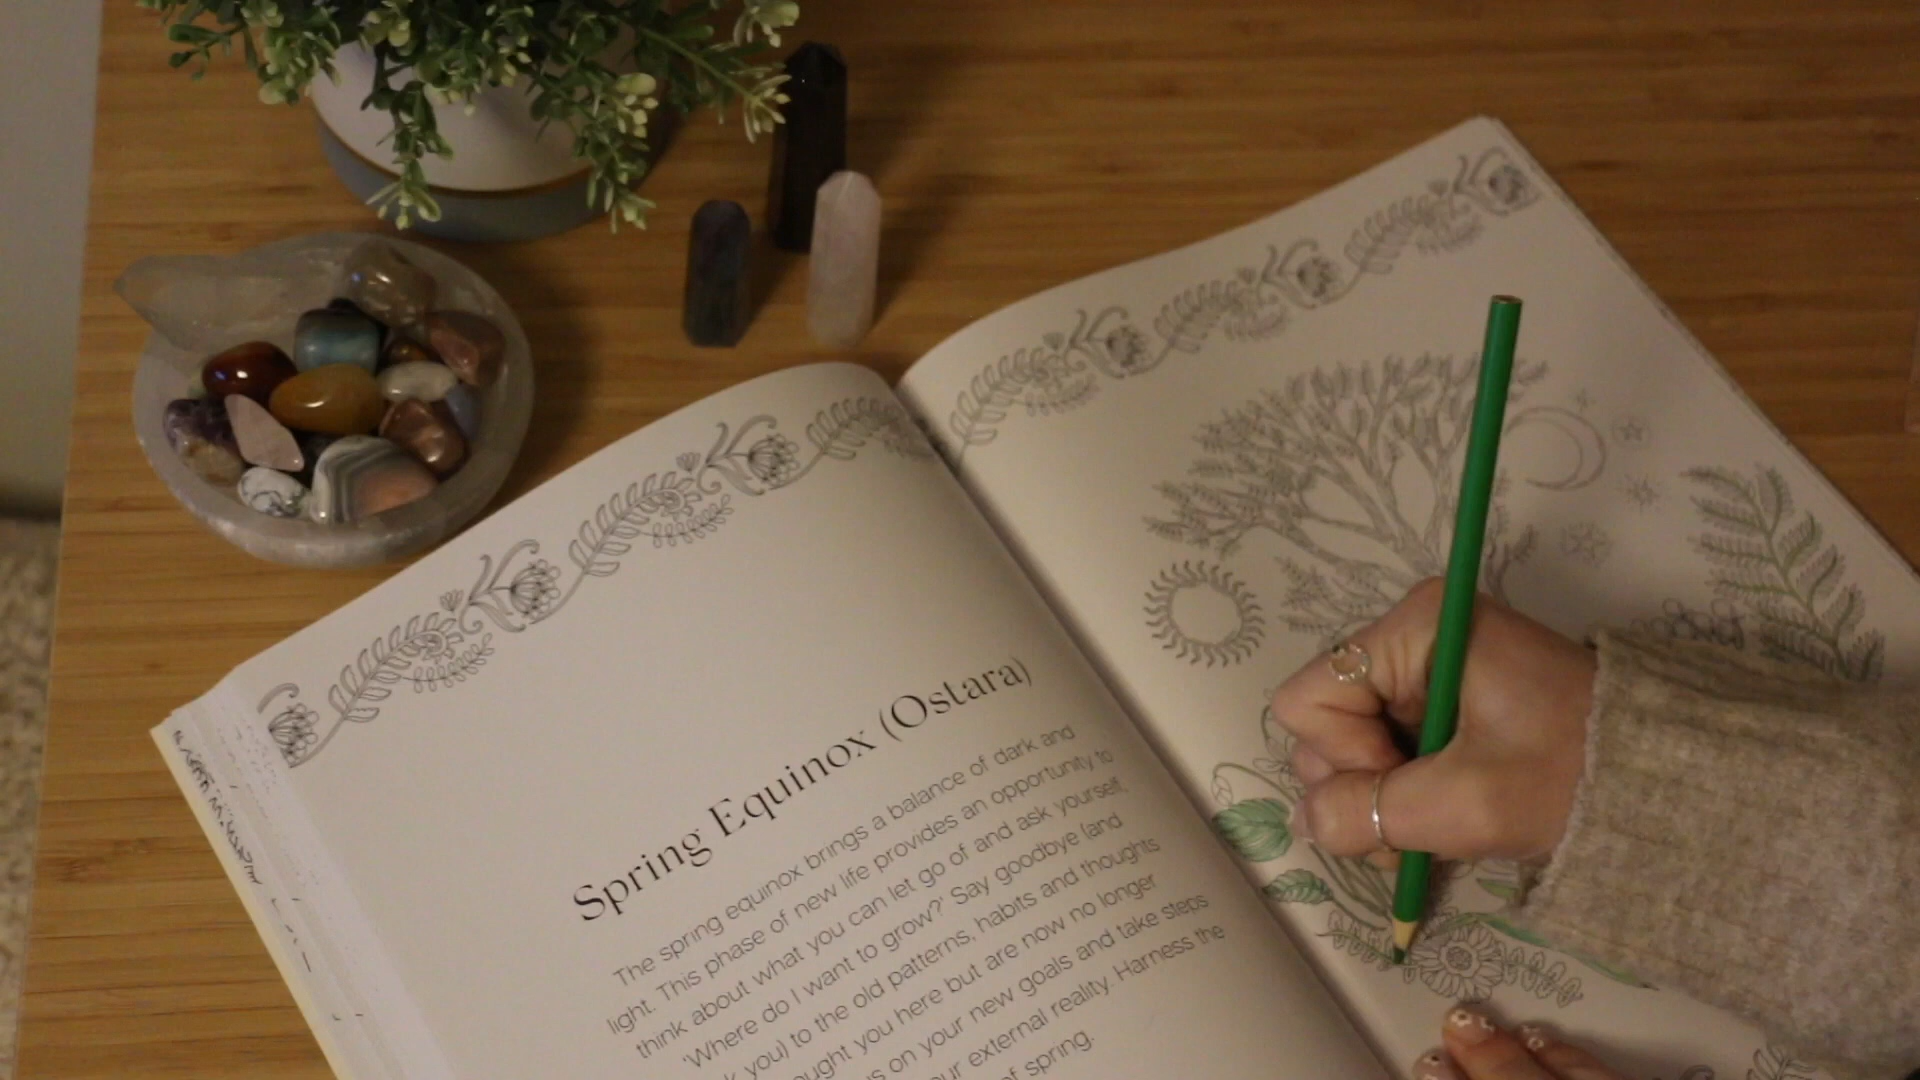 Spring Equinox (Ostara)
The spring equinox brings a balance of dark and
light. This phase of new life provides an opportunity to
think about what you can let go of and ask yourself,
'Where do I want to grow?' Say goodbye (and
you) to the old patterns, habits and thoughts
you here but are now no longer
on your new goals and take steps
external reality. Harness the
of spring.